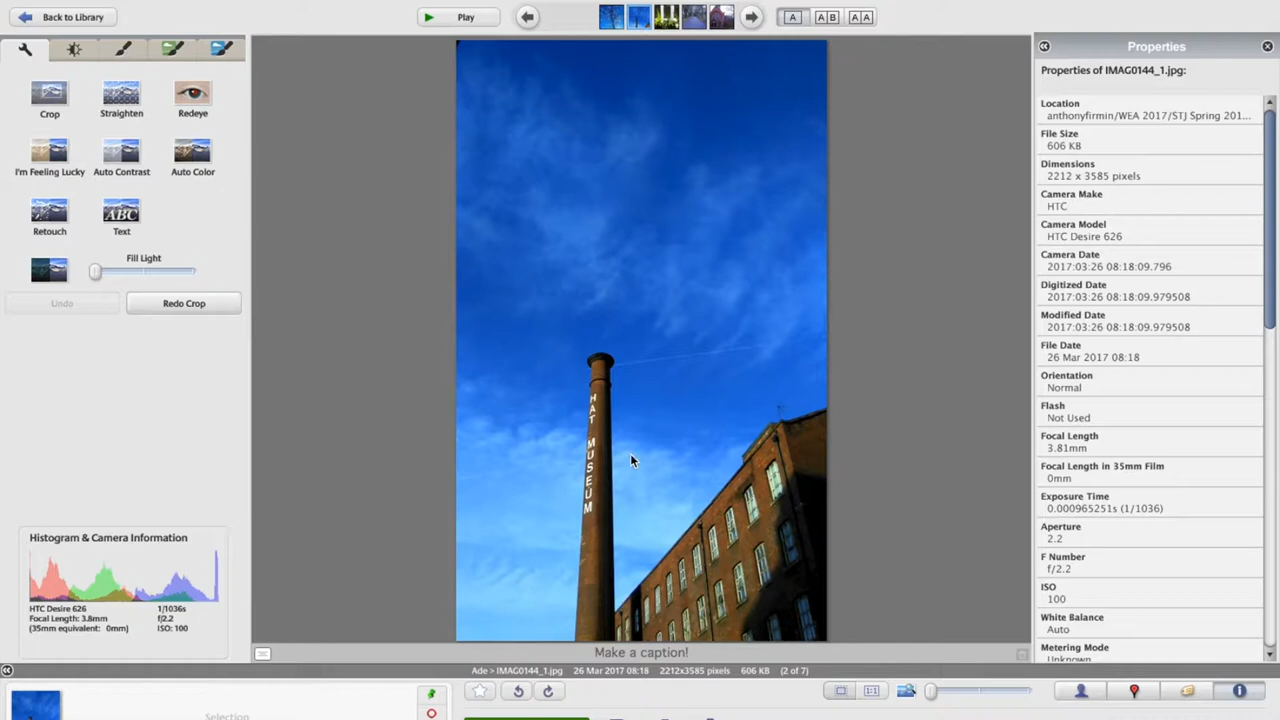 Back to Library
Play
A
AB
AA
Properties
Properties of IMAG0144_1.jpg:
Crop
Straighten
Redeye
I'm Feeling Lucky
Auto Contrast
Auto Color
Retouch
ABC
Text
Fill Light
Undo
Redo Crop
HAT MUSEUM
Location
anthonyfirmin/WEA 2017/STJ Spring 201...
File Size
606 KB
Dimensions
2212 x 3585 pixels
Camera Make
HTC
Camera Model
HTC Desire 626
Camera Date
2017:03:26 08:18:09.796
Digitized Date
2017:03:26 08:18:09.979508
Modified Date
2017:03:26 08:18:09.979508
File Date
26 Mar 2017 08:18
Orientation
Normal
Flash
Not Used
Focal Length
3.81mm
Focal Length in 35mm Film
0mm
Exposure Time
0.000965251s (1/1036)
Aperture
2.2
F Number
f/2.2
ISO
100
White Balance
Auto
Metering Mode
Unknown
Histogram & Camera Information
HTC Desire 626 1/1036s
Focal Length: 3.8mm f/2.2
(35mm equivalent: 0mm) ISO: 100
Make a caption!
Ade > IMAG0144_1.jpg 26 Mar 2017 08:18 2212x3585 pixels 606 KB (2 of 7)
Selection
1:1